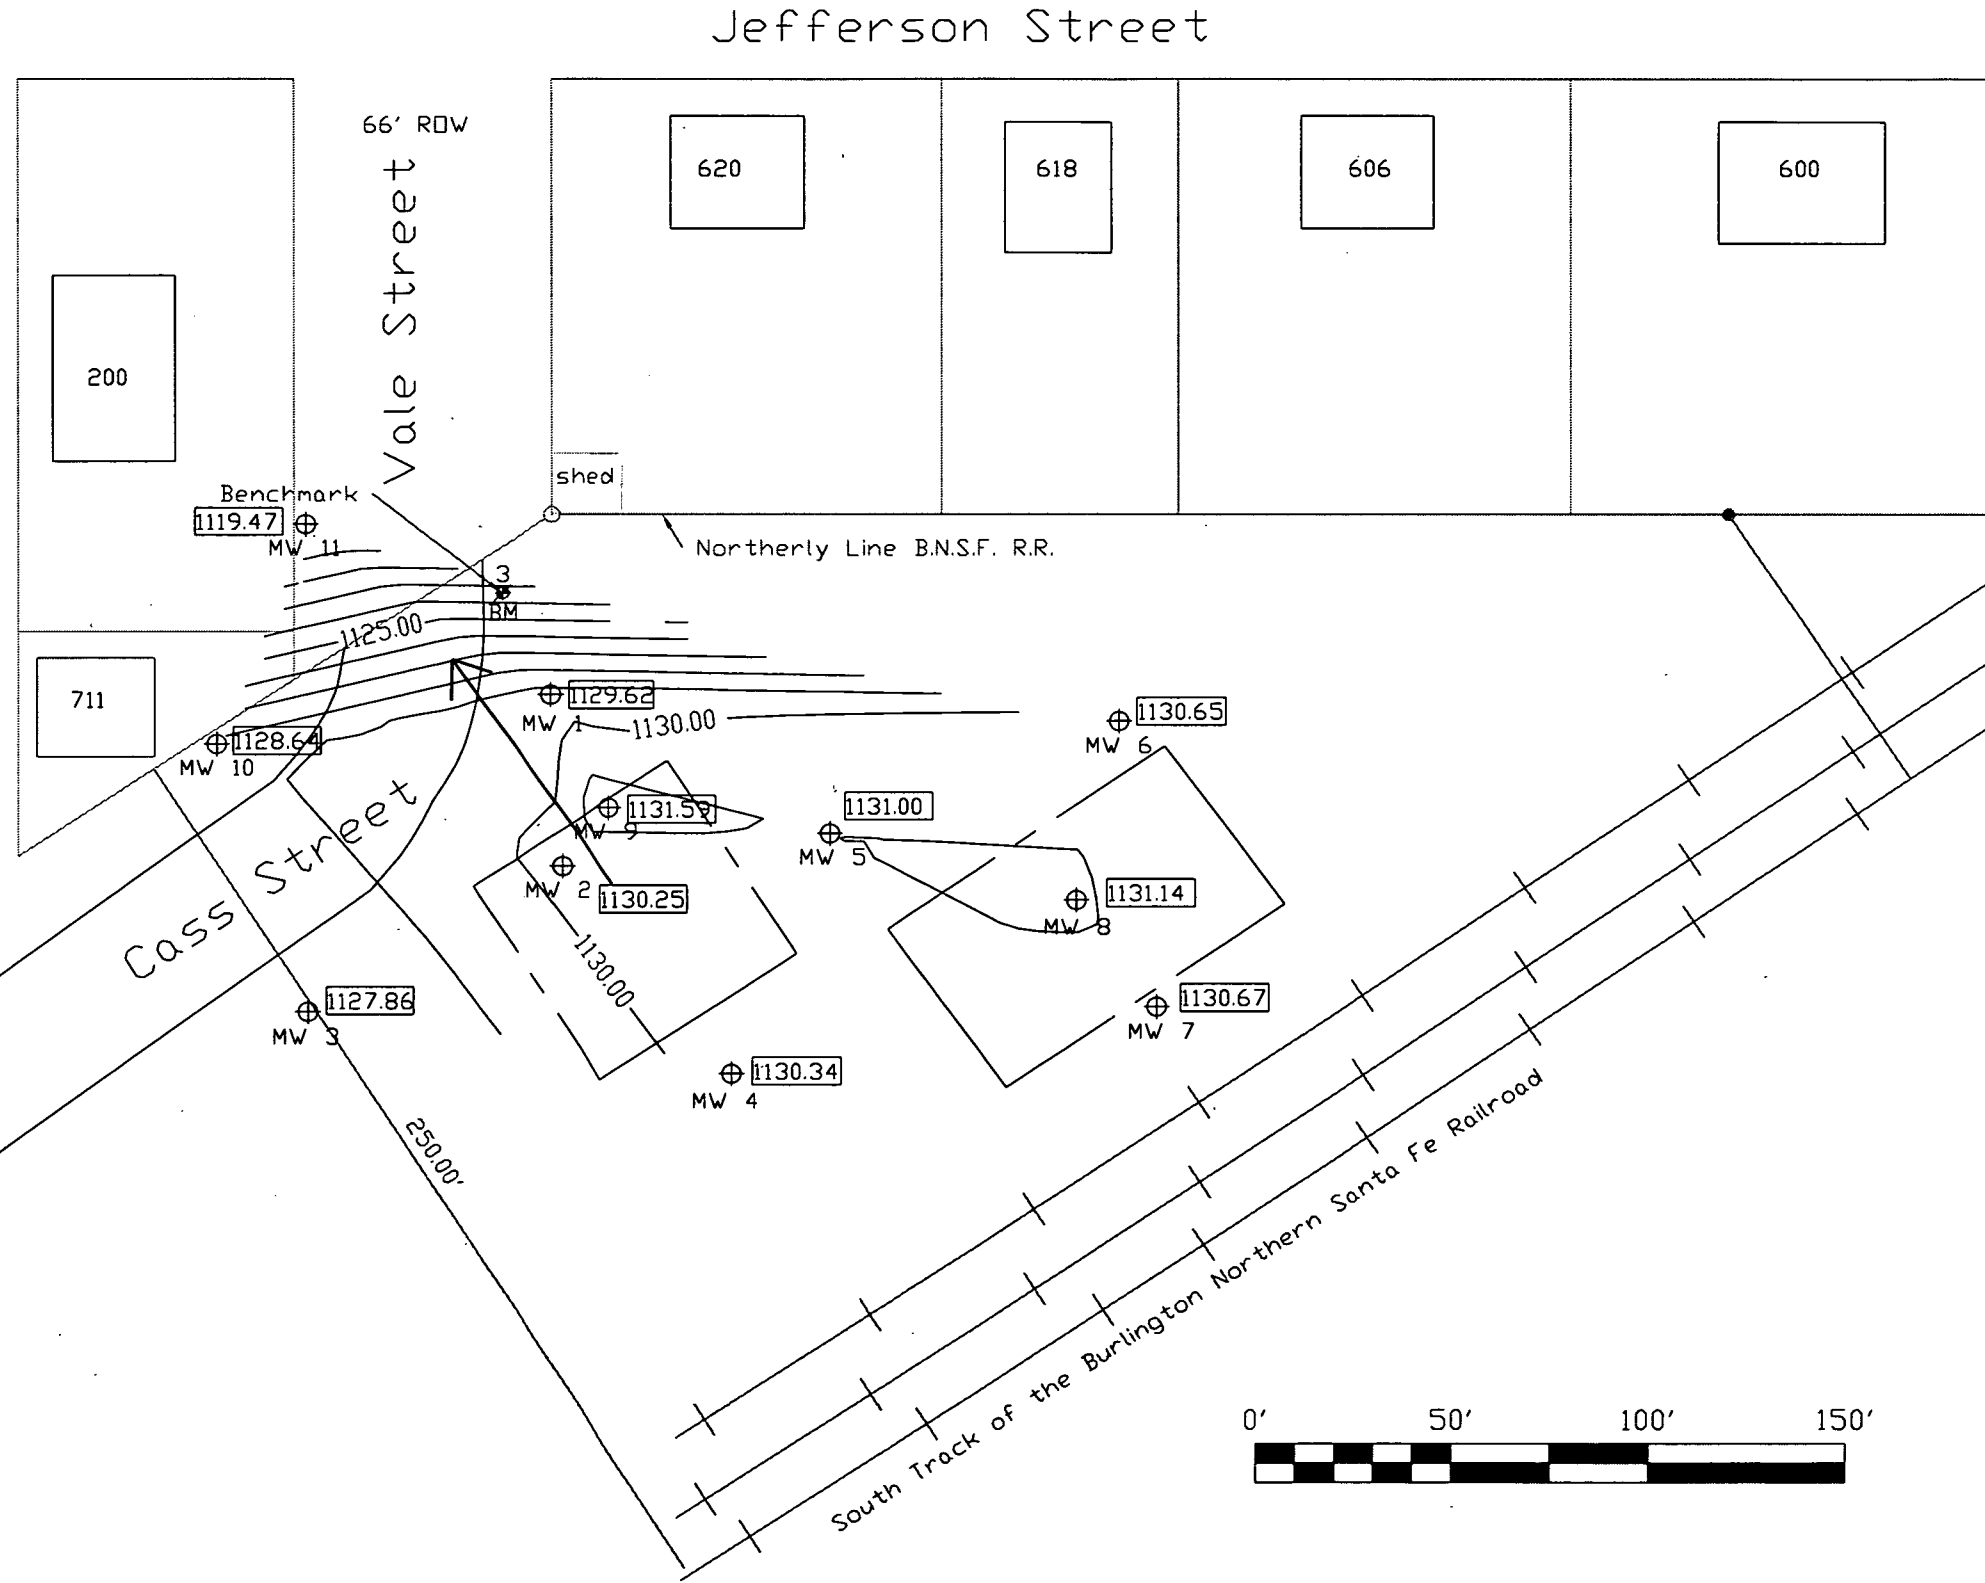 Jefferson Street
66' ROW
Vale Street
620
618
606
600
200
shed
Benchmark
1119.47
MW 11
Northerly Line B.N.S.F. R.R.
3
BM
1125.00
711
1129.62
MW 1
1130.00
1130.65
MW 6
1128.64
MW 10
Cass Street
1131.59
MW 9
1131.00
MW 5
MW 2
1130.25
1131.14
MW 8
1130.00
1127.86
MW 3
1130.67
MW 7
1130.34
MW 4
250.00'
South Track of the Burlington Northern Santa Fe Railroad
0' 50' 100' 150'